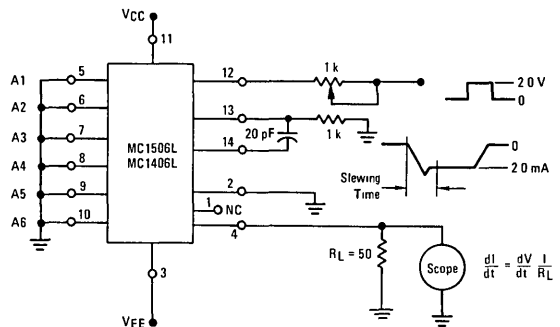 VCC
11
A1 5 12 1 k
2.0 V
0
A2 6
A3 7 13
20 pF 1 k
14
MC1506L
MC1406L
0
2.0 mA
A4 8
Slewing
Time
A5 9 2
1 NC
A6 10 4
RL = 50
Scope
dI/dt = dV/dt 1/RL
3
VEE